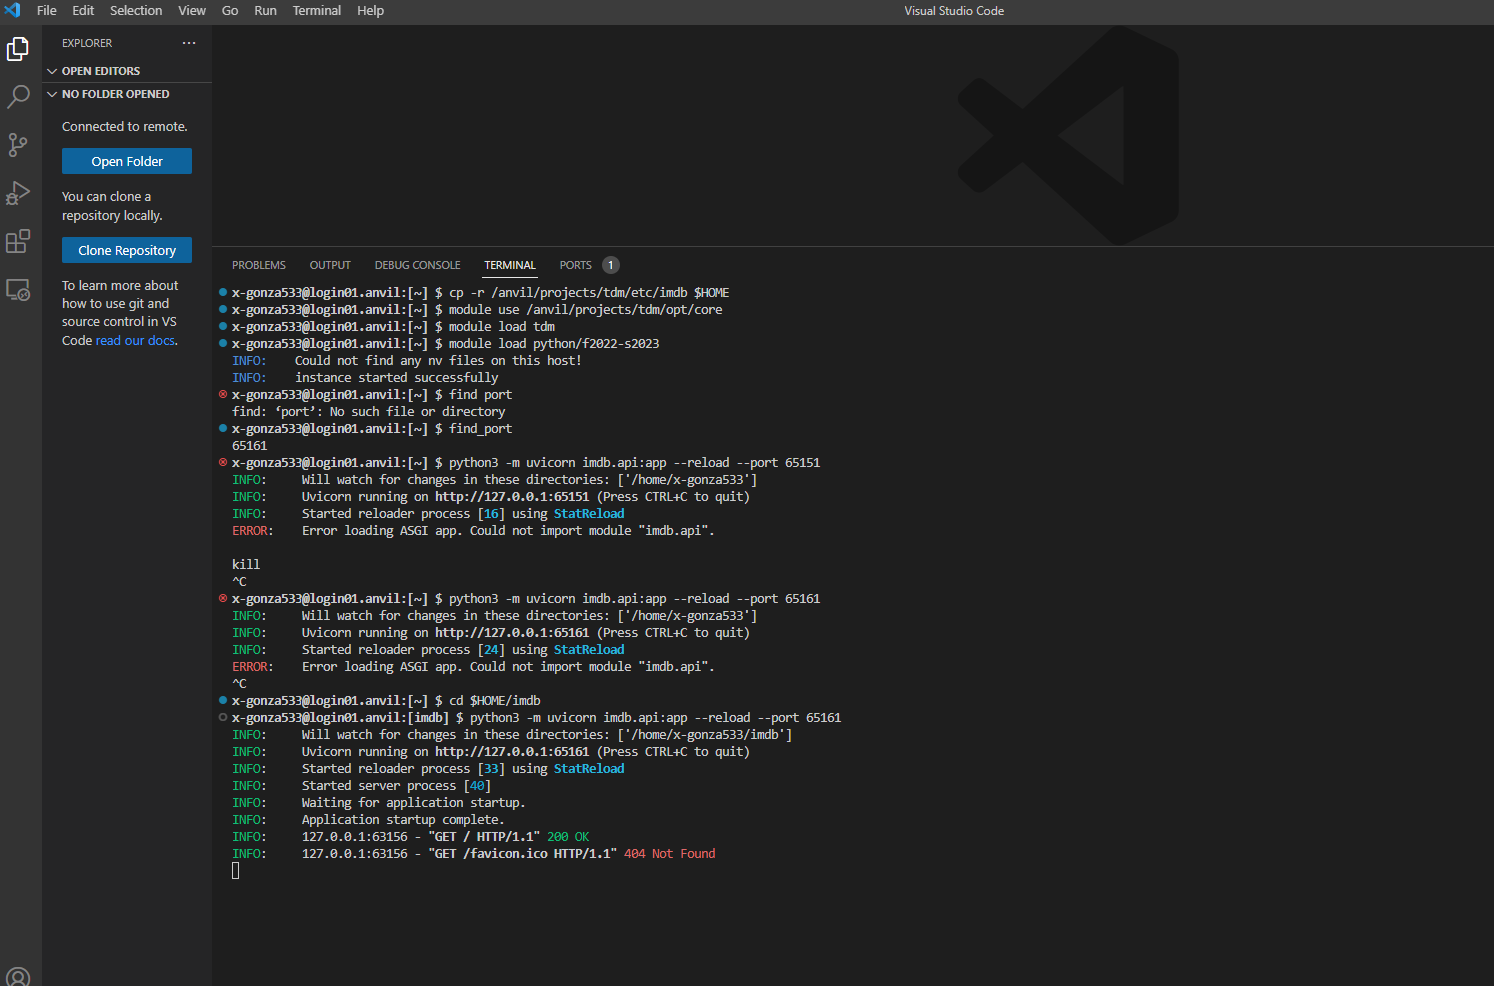 File Edit Selection View Go Run Terminal Help
Visual Studio Code
EXPLORER ...
OPEN EDITORS
NO FOLDER OPENED
Connected to remote.
Open Folder
You can clone a
repository locally.
Clone Repository
To learn more about
how to use git and
source control in VS
Code read our docs.
PROBLEMS OUTPUT DEBUG CONSOLE TERMINAL PORTS 1
x-gonza533@login01.anvil:[~] $ cp -r /anvil/projects/tdm/etc/imdb $HOME
x-gonza533@login01.anvil:[~] $ module use /anvil/projects/tdm/opt/core
x-gonza533@login01.anvil:[~] $ module load tdm
x-gonza533@login01.anvil:[~] $ module load python/f2022-s2023
INFO:    Could not find any nv files on this host!
INFO:    instance started successfully
x-gonza533@login01.anvil:[~] $ find port
find: ‘port’: No such file or directory
x-gonza533@login01.anvil:[~] $ find_port
65161
x-gonza533@login01.anvil:[~] $ python3 -m uvicorn imdb.api:app --reload --port 65151
INFO:     Will watch for changes in these directories: ['/home/x-gonza533']
INFO:     Uvicorn running on http://127.0.0.1:65151 (Press CTRL+C to quit)
INFO:     Started reloader process [16] using StatReload
ERROR:    Error loading ASGI app. Could not import module "imdb.api".
kill
^C
x-gonza533@login01.anvil:[~] $ python3 -m uvicorn imdb.api:app --reload --port 65161
INFO:     Will watch for changes in these directories: ['/home/x-gonza533']
INFO:     Uvicorn running on http://127.0.0.1:65161 (Press CTRL+C to quit)
INFO:     Started reloader process [24] using StatReload
ERROR:    Error loading ASGI app. Could not import module "imdb.api".
^C
x-gonza533@login01.anvil:[~] $ cd $HOME/imdb
x-gonza533@login01.anvil:[imdb] $ python3 -m uvicorn imdb.api:app --reload --port 65161
INFO:     Will watch for changes in these directories: ['/home/x-gonza533/imdb']
INFO:     Uvicorn running on http://127.0.0.1:65161 (Press CTRL+C to quit)
INFO:     Started reloader process [33] using StatReload
INFO:     Started server process [40]
INFO:     Waiting for application startup.
INFO:     Application startup complete.
INFO:     127.0.0.1:63156 - "GET / HTTP/1.1" 200 OK
INFO:     127.0.0.1:63156 - "GET /favicon.ico HTTP/1.1" 404 Not Found